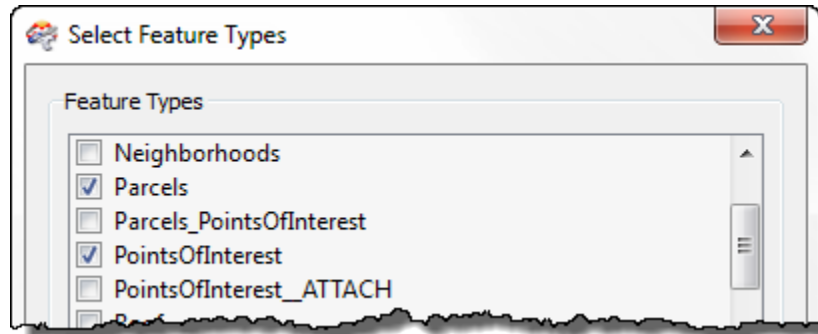 Select Feature Types
Feature Types
Neighborhoods
Parcels
Parcels_PointsOfInterest
PointsOfInterest
PointsOfInterest__ATTACH